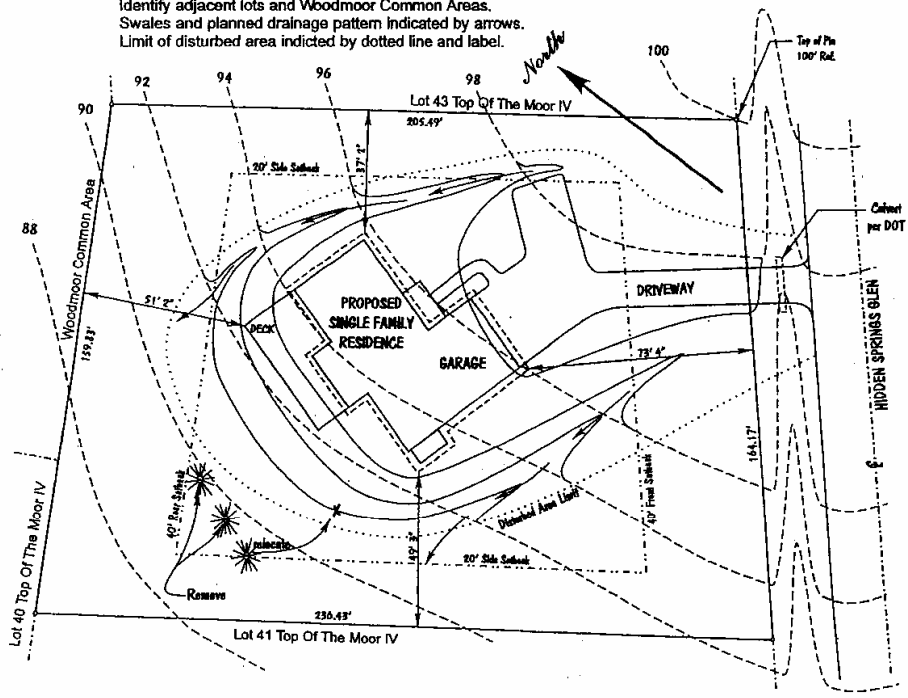 Identify adjacent lots and Woodmoor Common Areas.
Swales and planned drainage pattern indicated by arrows.
Limit of disturbed area indicted by dotted line and label.
North
100
Top of Pin
100' Ref.
98
96
94
92
90
88
Lot 43 Top Of The Moor IV
205.49'
37' 2"
20' Side Setback
Woodmoor Common Area
159.83'
51' 2"
DECK
PROPOSED
SINGLE FAMILY
RESIDENCE
GARAGE
DRIVEWAY
Culvert
per DOT
HIDDEN SPRINGS GLEN
73' 4"
164.17'
40' Front Setback
Disturbed Area Limit
40' Rear Setback
relocate
X
49' 3"
20' Side Setback
Remove
236.43'
Lot 41 Top Of The Moor IV
Lot 40 Top Of The Moor IV